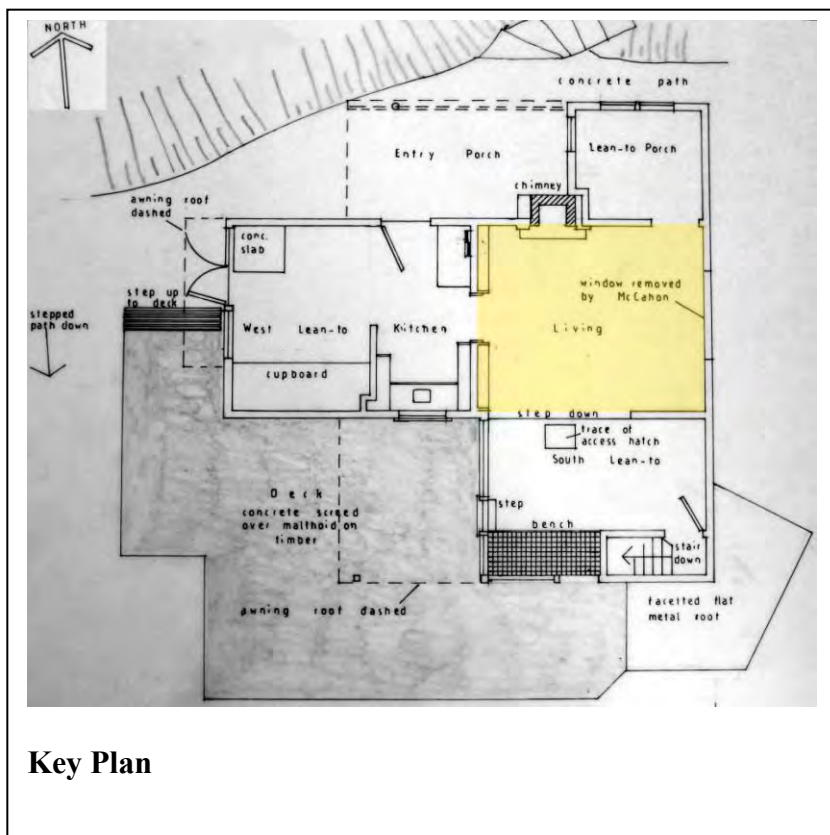 NORTH
concrete path
Entry Porch
Lean-to Porch
chimney
awning roof
dashed
conc.
slab
window removed
by McCahon
step up
to deck
stepped
path down
West Lean-to
Kitchen
Living
cupboard
step down
trace of
access hatch
South Lean-to
Deck
concrete screed
over malthoid on
timber
step
bench
stair
down
awning roof dashed
facetted flat
metal roof
Key Plan